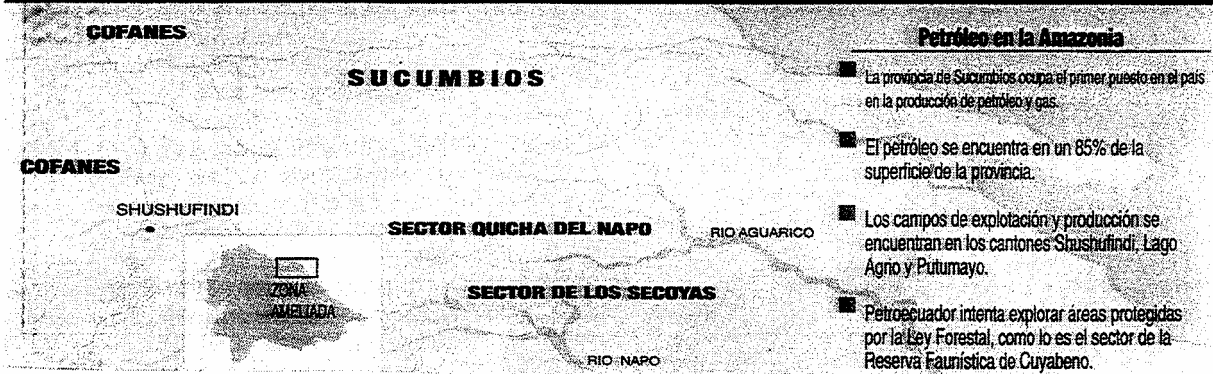 COFANES
SUCUMBIOS
COFANES
SHUSHUFINDI
SECTOR QUICHA DEL NAPO
RIO AGUARICO
SECTOR DE LOS SECOYAS
RIO NAPO
ZONA
AMPLIADA
Petróleo en la Amazonia
La provincia de Sucumbios ocupa el primer puesto en el país
en la producción de petróleo y gas.
El petróleo se encuentra en un 85% de la
superficie de la provincia.
Los campos de explotación y producción se
encuentran en los cantones Shushufindi, Lago
Agrio y Putumayo.
Petroecuador intenta explorar áreas protegidas
por la Ley Forestal, como lo es el sector de la
Reserva Faunística de Cuyabeno.